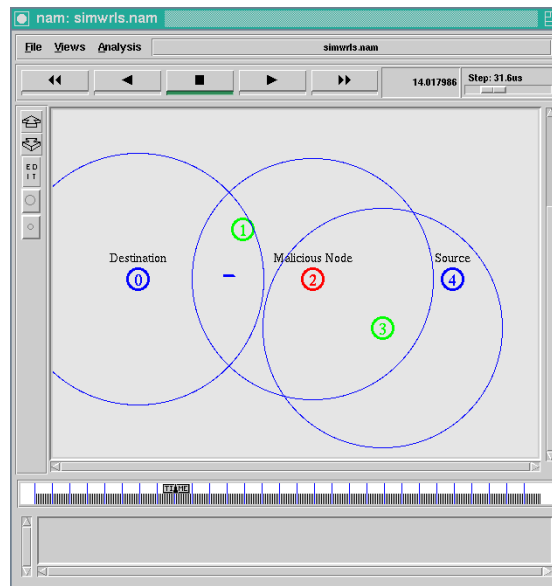 nam: simwrls.nam
File Views Analysis simwrls.nam
14.017986 Step: 31.6us
E D
I T
1
Destination Malicious Node Source
0 2 4
3
TIME